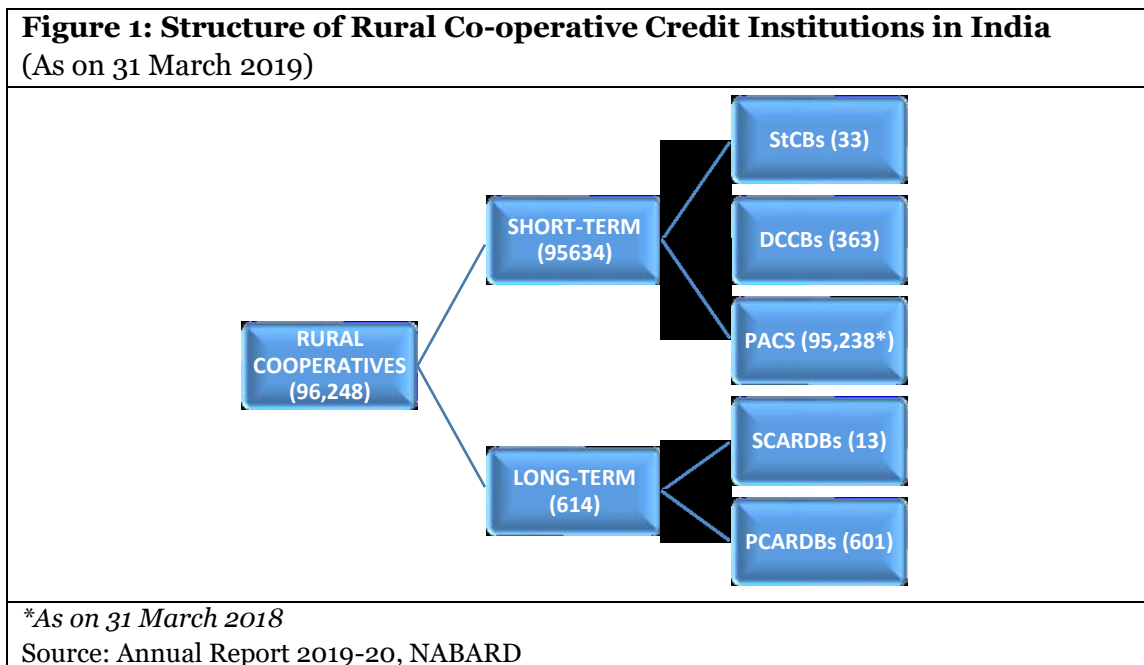 Figure 1: Structure of Rural Co-operative Credit Institutions in India
(As on 31 March 2019)
StCBs (33)
SHORT-TERM
(95634)
DCCBs (363)
PACS (95,238*)
RURAL
COOPERATIVES
(96,248)
SCARDBs (13)
LONG-TERM
(614)
PCARDBs (601)
*As on 31 March 2018
Source: Annual Report 2019-20, NABARD